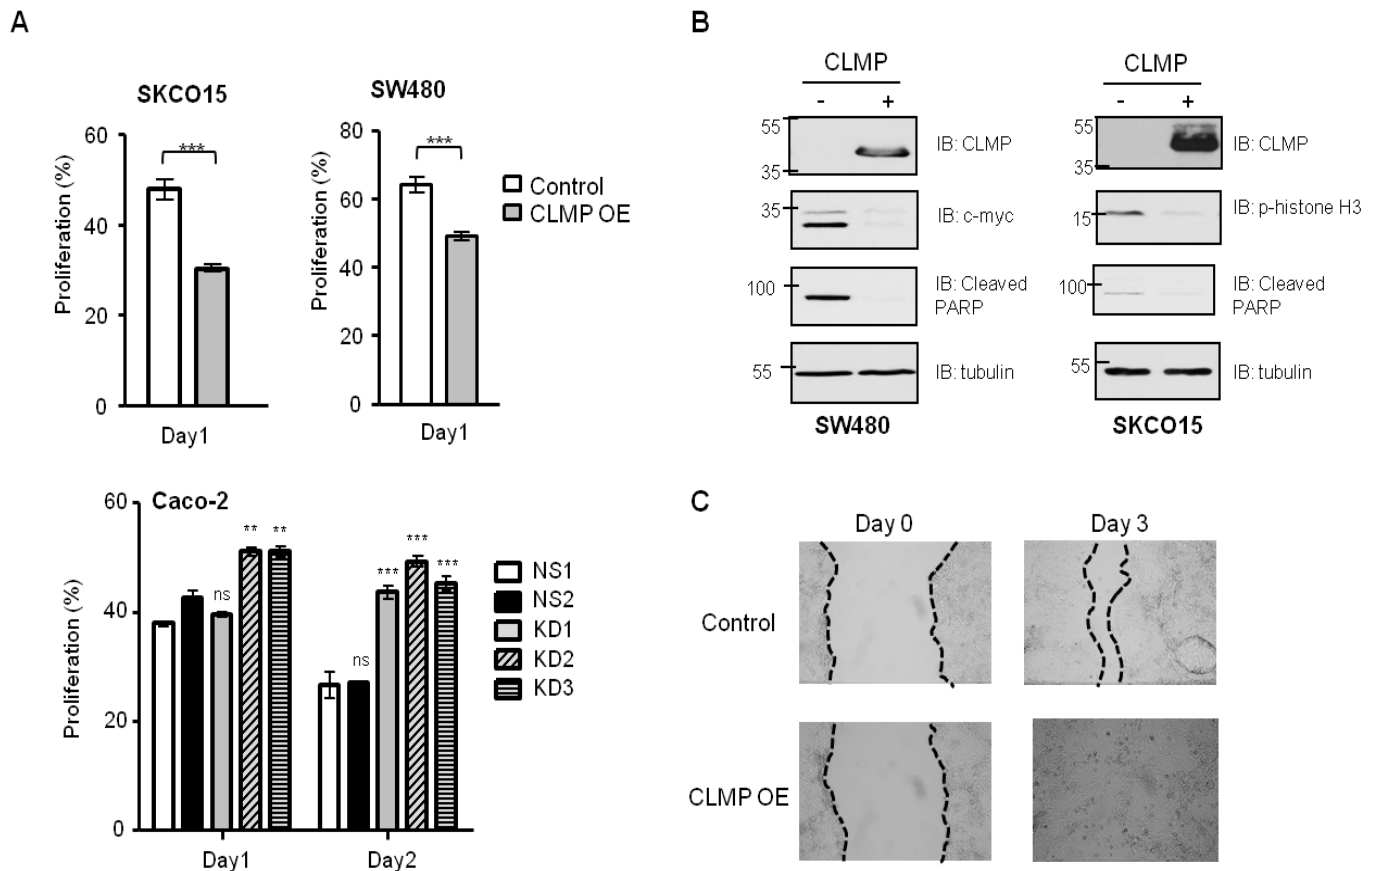 A
SKCO15
60
40
20
0
Proliferation (%)
***
Day1
SW480
80
60
40
20
0
Proliferation (%)
***
Day1
Control
CLMP OE
Caco-2
60
40
20
0
Proliferation (%)
ns
**
**
ns
***
***
***
Day1
Day2
NS1
NS2
KD1
KD2
KD3
B
CLMP
- +
55
35
IB: CLMP
35
IB: c-myc
100
IB: Cleaved
PARP
55
IB: tubulin
SW480
CLMP
- +
55
35
IB: CLMP
15
IB: p-histone H3
100
IB: Cleaved
PARP
55
IB: tubulin
SKCO15
C
Day 0
Day 3
Control
CLMP OE